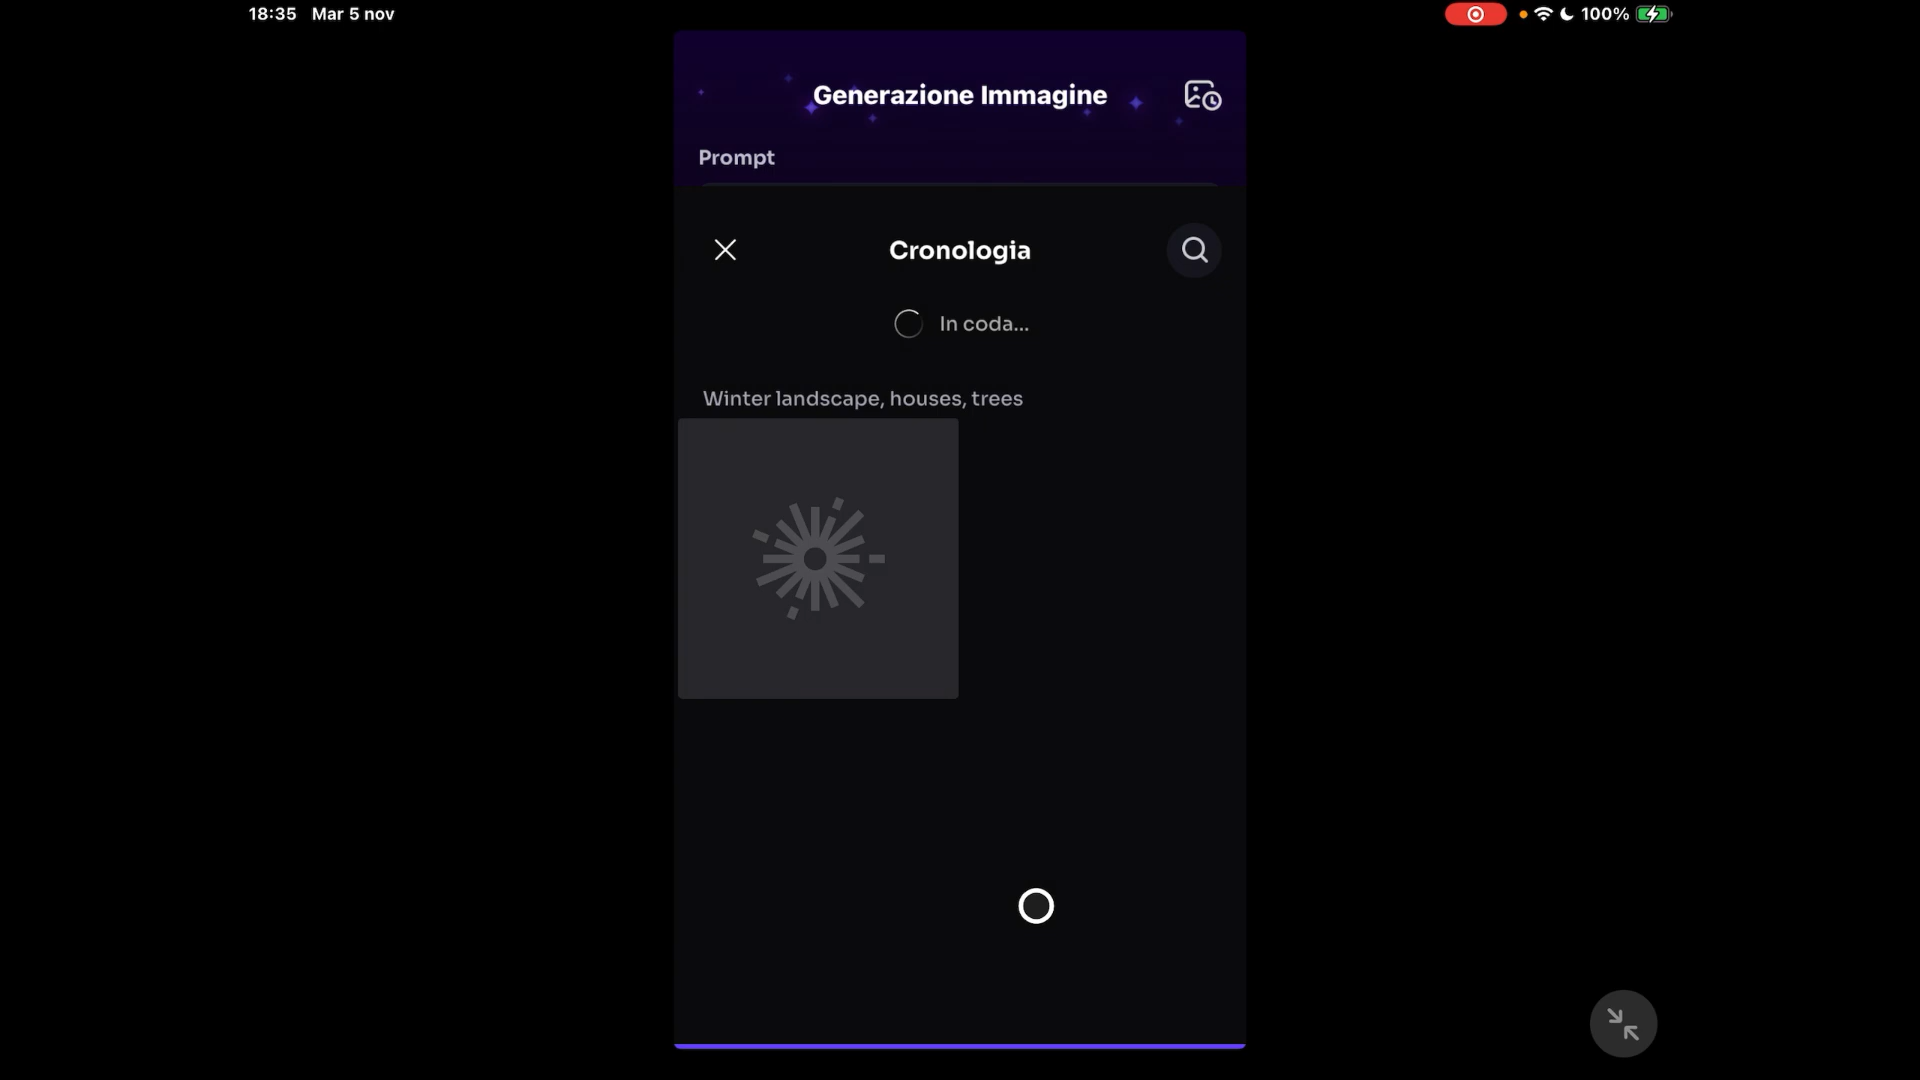 18:35 Mar 5 nov
100%
Generazione Immagine
Prompt
Cronologia
In coda...
Winter landscape, houses, trees